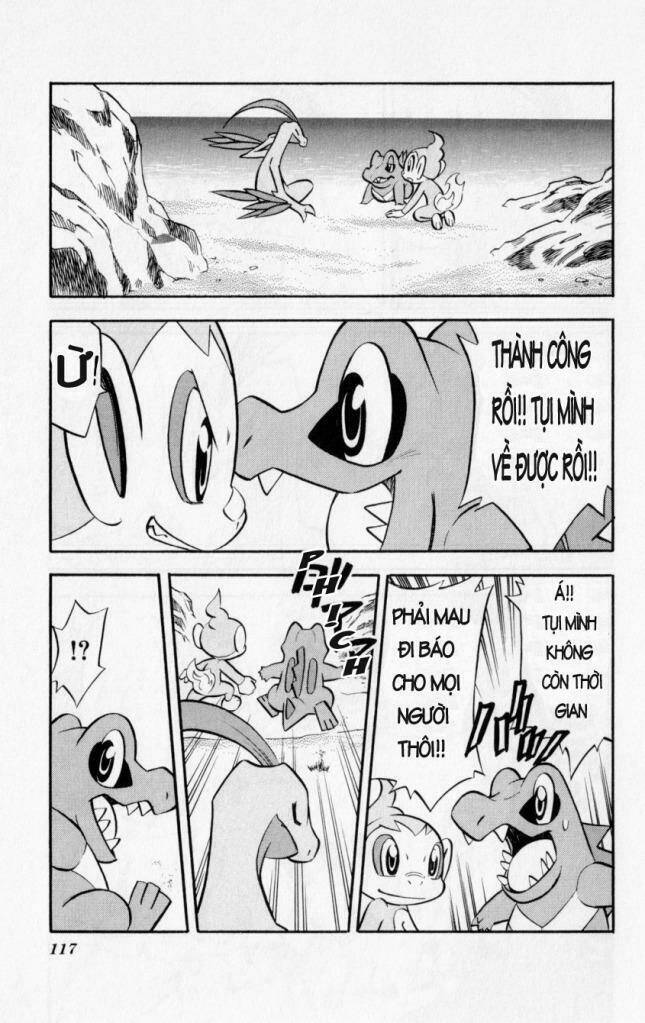 THÀNH CÔNG
RỒI!! TỤI MÌNH
VỀ ĐƯỢC RỒI!!
Ừ!
Á!!
TỤI MÌNH
KHÔNG
CÒN THỜI
GIAN
PHẢI MAU
ĐI BÁO
CHO MỌI
NGƯỜI
THÔI!!
PHỊCH
!?
117